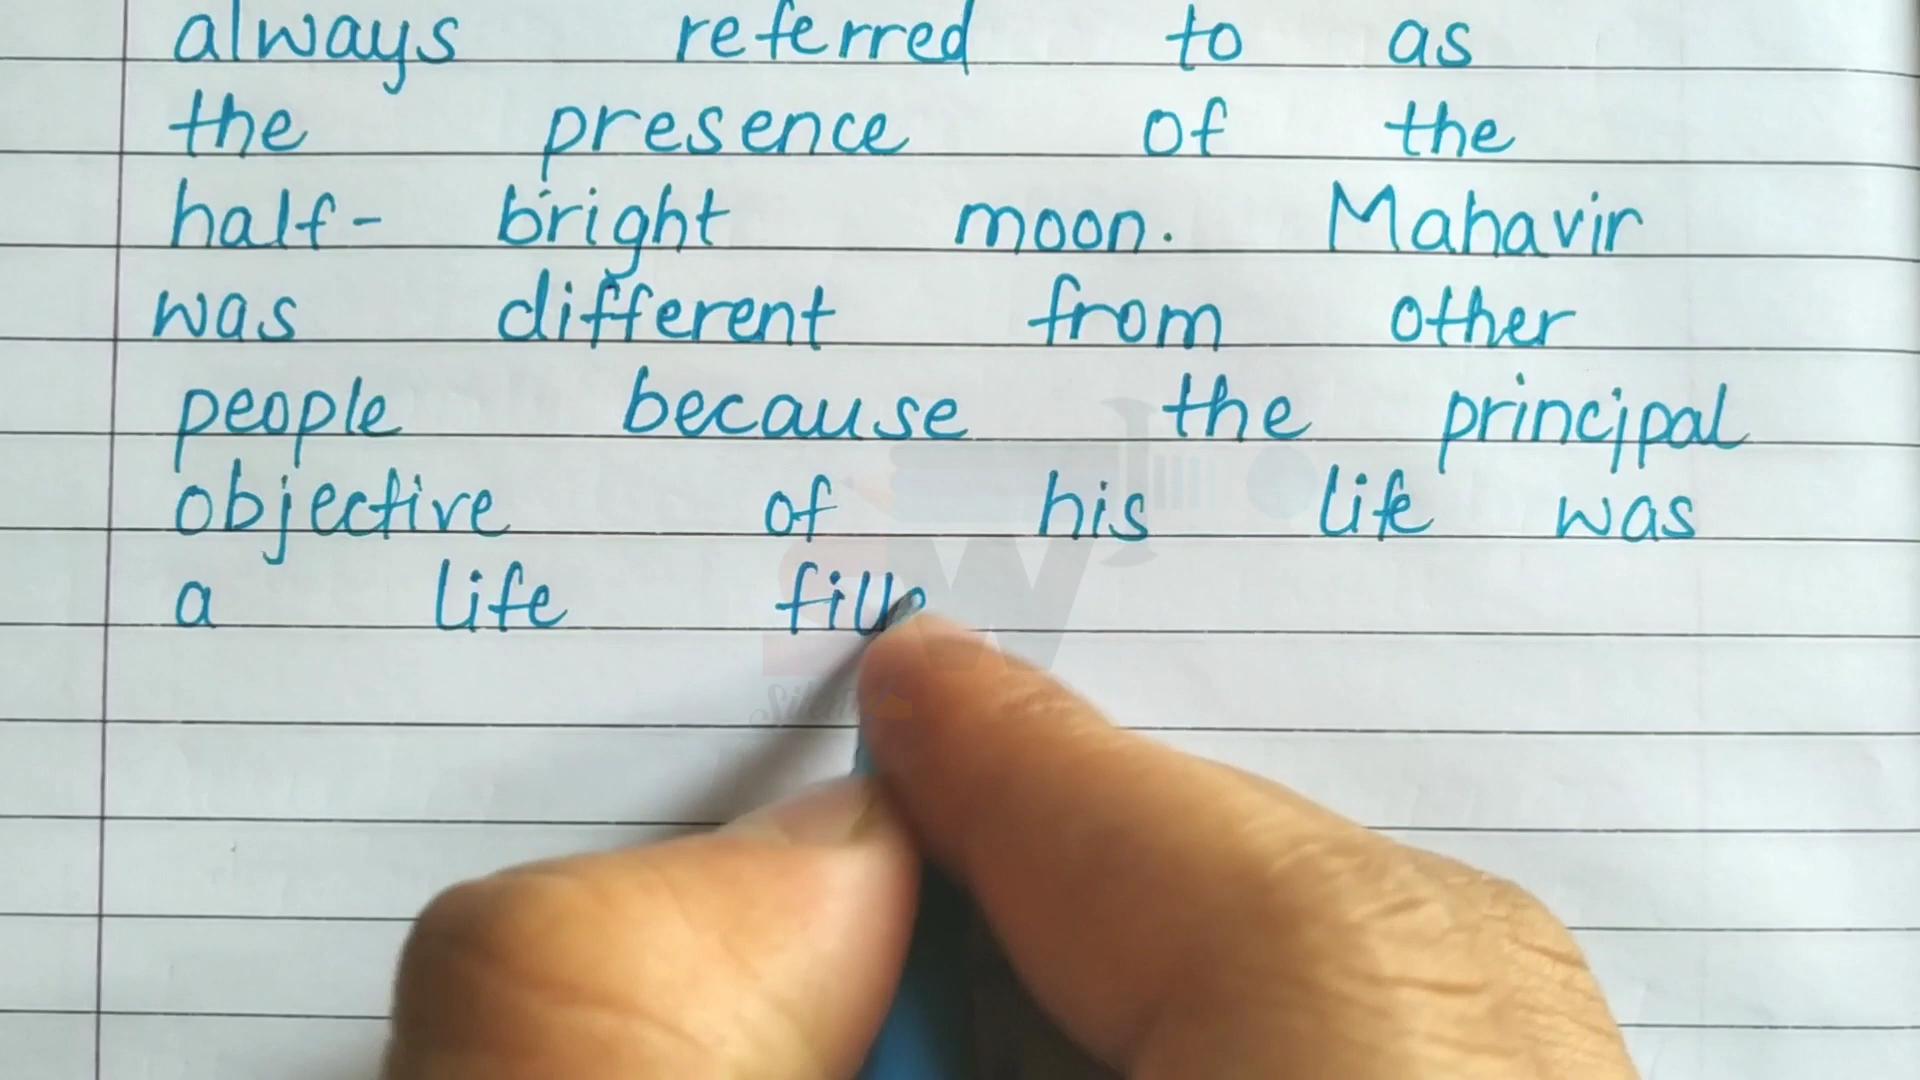 always referred to as
the presence of the
half- bright moon. Mahavir
was different from other
people because the principal
objective of his life was
a life fille